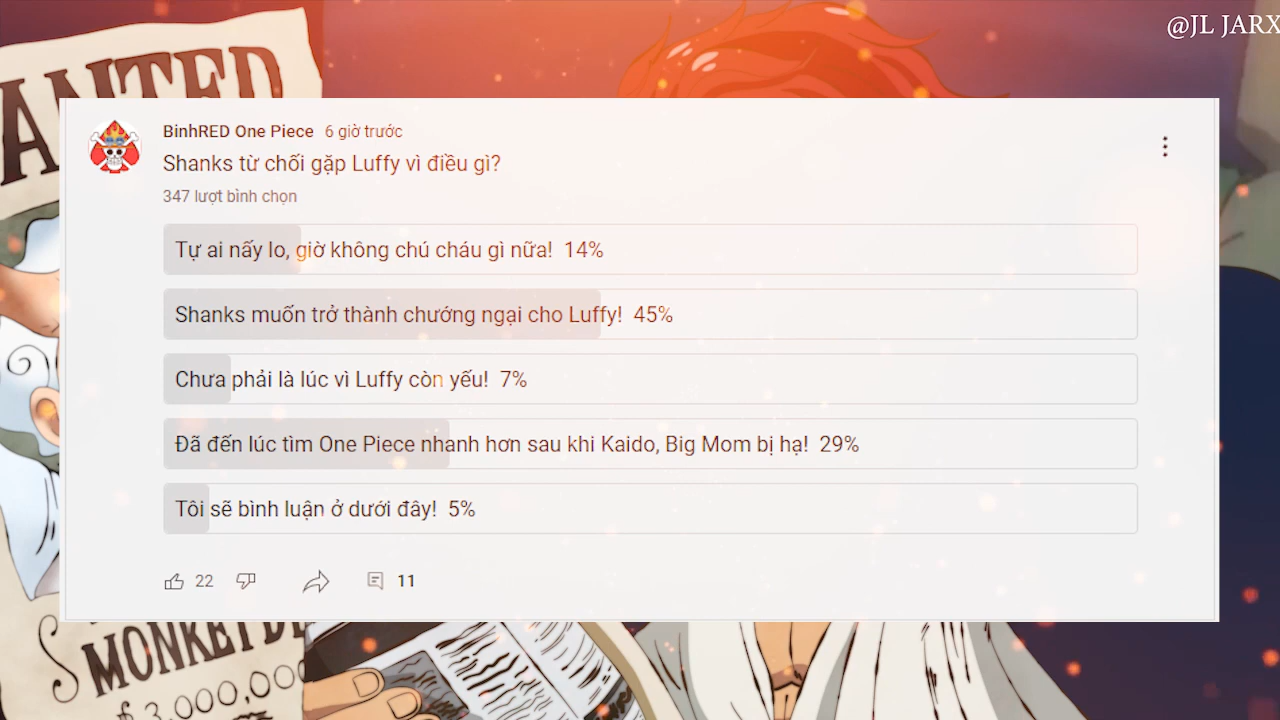 @JL JARX
WANTED
BinhRED One Piece 6 giờ trước
Shanks từ chối gặp Luffy vì điều gì?
347 lượt bình chọn
Tự ai nấy lo, giờ không chú cháu gì nữa! 14%
Shanks muốn trở thành chướng ngại cho Luffy! 45%
Chưa phải là lúc vì Luffy còn yếu! 7%
Đã đến lúc tìm One Piece nhanh hơn sau khi Kaido, Big Mom bị hạ! 29%
Tôi sẽ bình luận ở dưới đây! 5%
22 11
MONKEY D
3,000,000